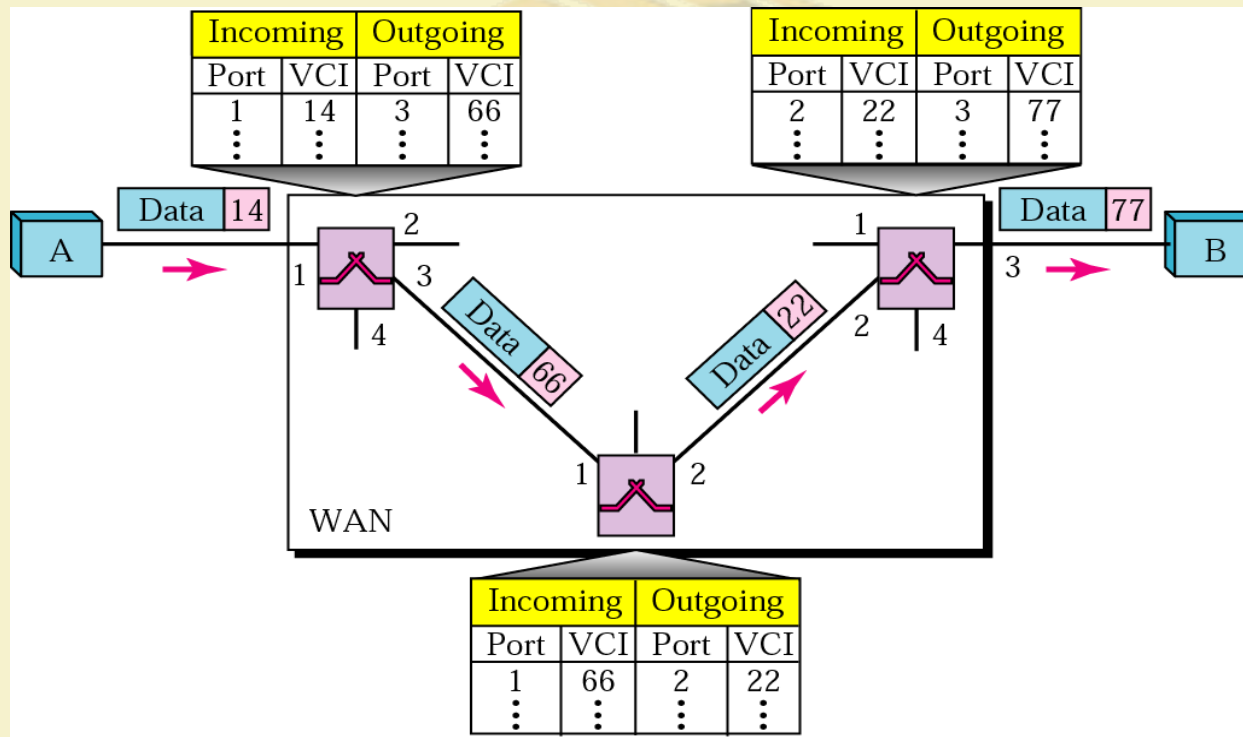 Incoming Outgoing
Port VCI Port VCI
1 14 3 66
Incoming Outgoing
Port VCI Port VCI
2 22 3 77
Data 14
Data 77
A
B
1
2
3
4
Data 66
Data 22
1
2
3
4
1
2
WAN
Incoming Outgoing
Port VCI Port VCI
1 66 2 22